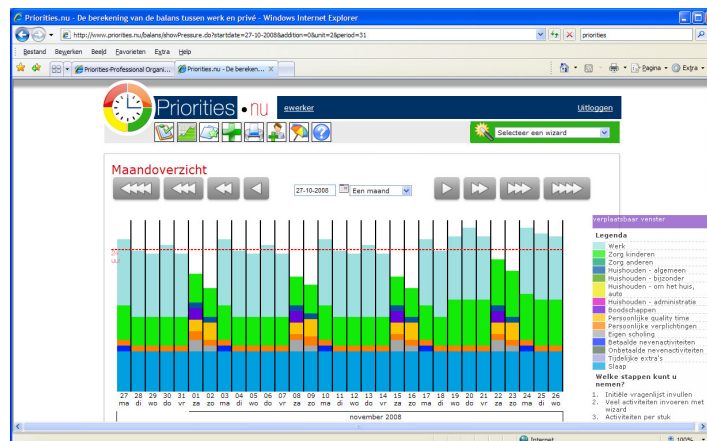 Priorities.nu - De berekening van de balans tussen werk en privé - Windows Internet Explorer
http://www.priorities.nu/balans/showPressure.do?startdate=27-10-2008&addition=0&unit=2&period=31
priorities
Bestand Bewerken Beeld Favorieten Extra Help
Priorities-Professional Organi...
Priorities.nu - De bereken...
Pagina
Extra
Priorities.nu
ewerker
Uitloggen
Selecteer een wizard
Maandoverzicht
27-10-2008
Een maand
24
uur
27 28 29 30 31 01 02 03 04 05 06 07 08 09 10 11 12 13 14 15 16 17 18 19 20 21 22 23 24 25 26
ma di wo do vr za zo ma di wo do vr za zo ma di wo do vr za zo ma di wo do vr za zo ma di wo
november 2008
verplaatsbaar venster
Legenda
Werk
Zorg kinderen
Zorg anderen
Huishouden - algemeen
Huishouden - bijzonder
Huishouden - om het huis,
auto
Huishouden - administratie
Boodschappen
Persoonlijke quality time
Persoonlijke verplichtingen
Eigen scholing
Betaalde nevenactiviteiten
Onbetaalde nevenactiviteiten
Tijdelijke extra's
Slaap
Welke stappen kunt u
nemen?
1. Initiële vragenlijst invullen
2. Veel activiteiten invoeren met
wizard
3. Activiteiten per stuk
Internet
100%